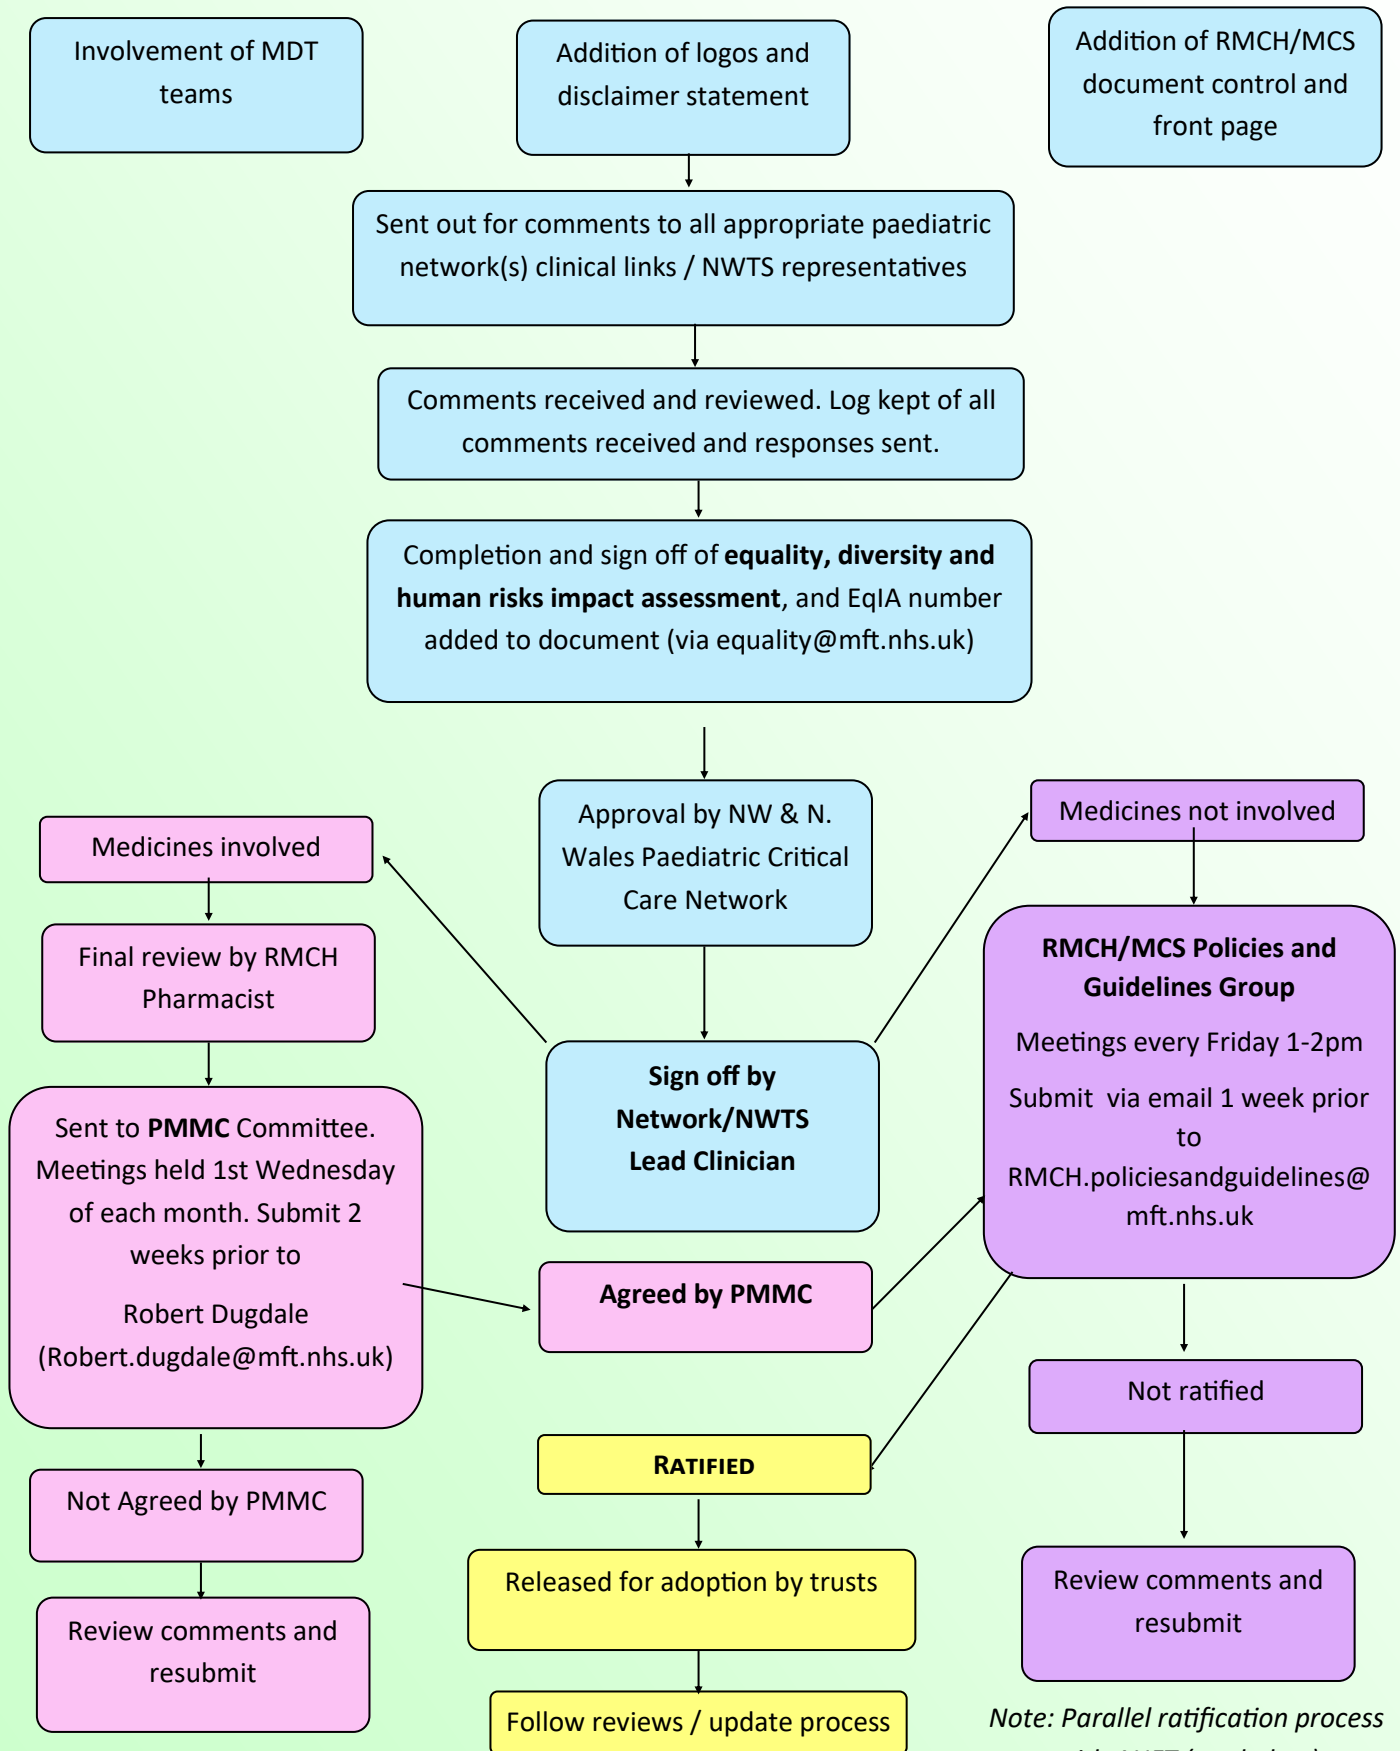 Involvement of MDT
teams
Addition of logos and
disclaimer statement
Addition of RMCH/MCS
document control and
front page
Sent out for comments to all appropriate paediatric
network(s) clinical links / NWTS representatives
Comments received and reviewed. Log kept of all
comments received and responses sent.
Completion and sign off of equality, diversity and
human risks impact assessment, and EqIA number
added to document (via equality@mft.nhs.uk)
Approval by NW & N.
Wales Paediatric Critical
Care Network
Medicines involved
Medicines not involved
Final review by RMCH
Pharmacist
Sign off by
Network/NWTS
Lead Clinician
RMCH/MCS Policies and
Guidelines Group
Meetings every Friday 1-2pm
Submit  via email 1 week prior
to
RMCH.policiesandguidelines@
mft.nhs.uk
Sent to PMMC Committee.
Meetings held 1st Wednesday
of each month. Submit 2
weeks prior to
Robert Dugdale
(Robert.dugdale@mft.nhs.uk)
Agreed by PMMC
Not ratified
RATIFIED
Not Agreed by PMMC
Released for adoption by trusts
Review comments and
resubmit
Review comments and
resubmit
Follow reviews / update process
Note: Parallel ratification process